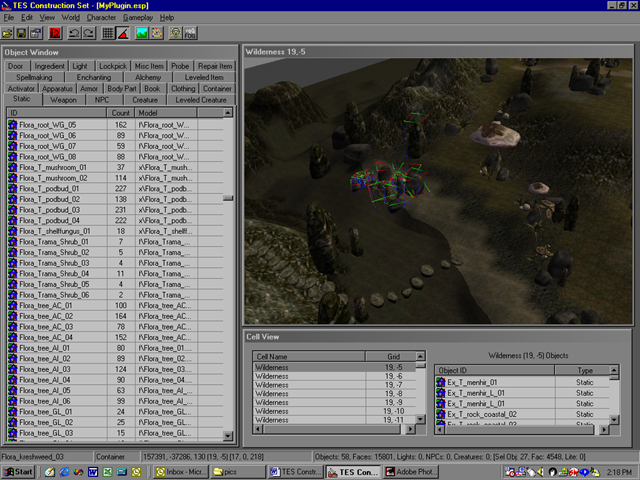 TES Construction Set - [MyPlugin.esp]
File Edit View World Character Gameplay Help
Object Window
Door Ingredient Light Lockpick Misc Item Probe Repair Item
Spellmaking Enchanting Alchemy Leveled Item
Activator Apparatus Armor Body Part Book Clothing Container
Static Weapon NPC Creature Leveled Creature
ID Count Model
Flora_root_WG_05 162 f\Flora_root_W...
Flora_root_WG_06 89 f\Flora_root_W...
Flora_root_WG_07 59 f\Flora_root_W...
Flora_root_WG_08 88 f\Flora_root_W...
Flora_T_mushroom_01 37 x\Flora_T_mush...
Flora_T_mushroom_02 114 x\Flora_T_mush...
Flora_T_podbud_01 227 x\Flora_T_podb...
Flora_T_podbud_02 138 x\Flora_T_podb...
Flora_T_podbud_03 231 x\Flora_T_podb...
Flora_T_podbud_04 222 x\Flora_T_podb...
Flora_T_shelffungus_01 18 x\Flora_T_shelf...
Flora_Trama_Shrub_01 7 f\Flora_Trama_...
Flora_Trama_Shrub_02 5 f\Flora_Trama_...
Flora_Trama_Shrub_03 4 f\Flora_Trama_...
Flora_Trama_Shrub_04 11 f\Flora_Trama_...
Flora_Trama_Shrub_05 4 f\Flora_Trama_...
Flora_Trama_Shrub_06 2 f\Flora_Trama_...
Flora_tree_AC_01 100 f\Flora_tree_AC...
Flora_tree_AC_02 164 f\Flora_tree_AC...
Flora_tree_AC_03 78 f\Flora_tree_AC...
Flora_tree_AC_04 152 f\Flora_tree_AC...
Flora_tree_AI_01 80 f\Flora_tree_01...
Flora_tree_AI_02 89 f\Flora_tree_02...
Flora_tree_AI_03 124 f\Flora_tree_03...
Flora_tree_AI_04 90 f\Flora_tree_04...
Flora_tree_AI_05 63 f\Flora_tree_AI_...
Flora_tree_AI_06 99 f\Flora_tree_AI_...
Flora_tree_GL_01 24 f\Flora_tree_GL...
Flora_tree_GL_02 25 f\Flora_tree_GL...
Flora_tree_GL_03 15 f\Flora_tree_GL...
Wilderness 19,-5
Cell View
Cell Name Grid
Wilderness 19,-5
Wilderness 19,-6
Wilderness 19,-7
Wilderness 19,-8
Wilderness 19,-9
Wilderness 19,-10
Wilderness 19,-11
Wilderness (19,-5) Objects
Object ID Type
Ex_T_menhir_01 Static
Ex_T_menhir_L_01 Static
Ex_T_menhir_L_01 Static
Ex_T_rock_coastal_02 Static
Flora_kreshweed_03 Container 157391, -37286, 130 (19,-5) [17, 0, 218] Objects: 58, Faces: 15801, Lights: 0, NPCs: 0, Creatures: 0, [Sel Obj: 27, Fac: 4548, Lite: 0]
Start Inbox - Micr... pics TES Constr... TES Con... Adobe Phot... 2:18 PM